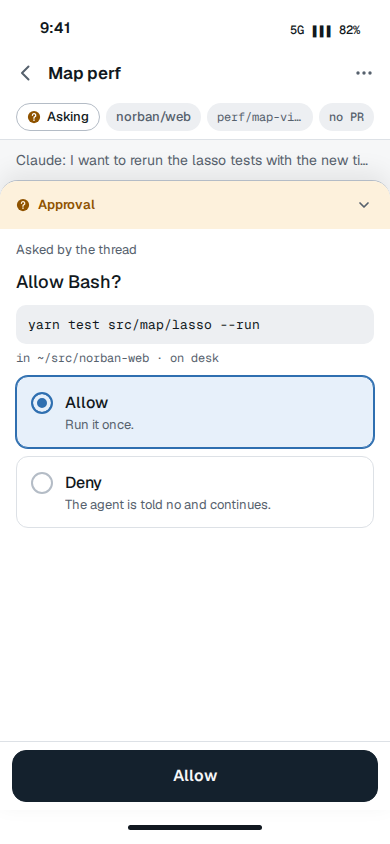 9:41
5G 82%
Map perf
Asking
norban/web
perf/map-vi…
no PR
Claude: I want to rerun the lasso tests with the new ti…
Approval
Asked by the thread
Allow Bash?
yarn test src/map/lasso --run
in ~/src/norban-web · on desk
Allow
Run it once.
Deny
The agent is told no and continues.
Allow